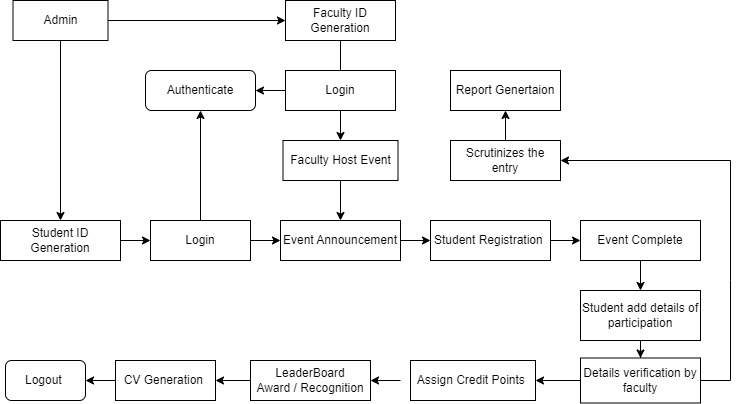 Admin
Faculty ID
Generation
Authenticate
Login
Report Genertaion
Faculty Host Event
Scrutinizes the
entry
Student ID
Generation
Login
Event Announcement
Student Registration
Event Complete
Student add details of
participation
Logout
CV Generation
LeaderBoard
Award / Recognition
Assign Credit Points
Details verification by
faculty